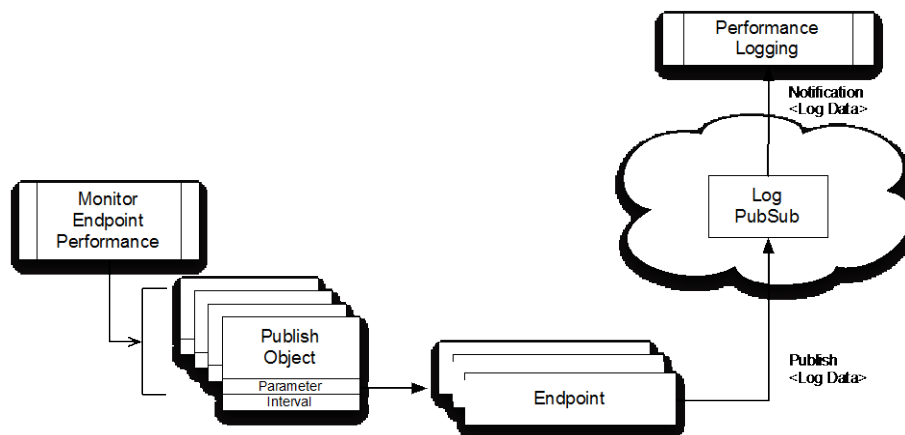 Performance
Logging
Notification
<Log Data>
Log
PubSub
Monitor
Endpoint
Performance
Publish
Object
Parameter
Interval
Endpoint
Publish
<Log Data>